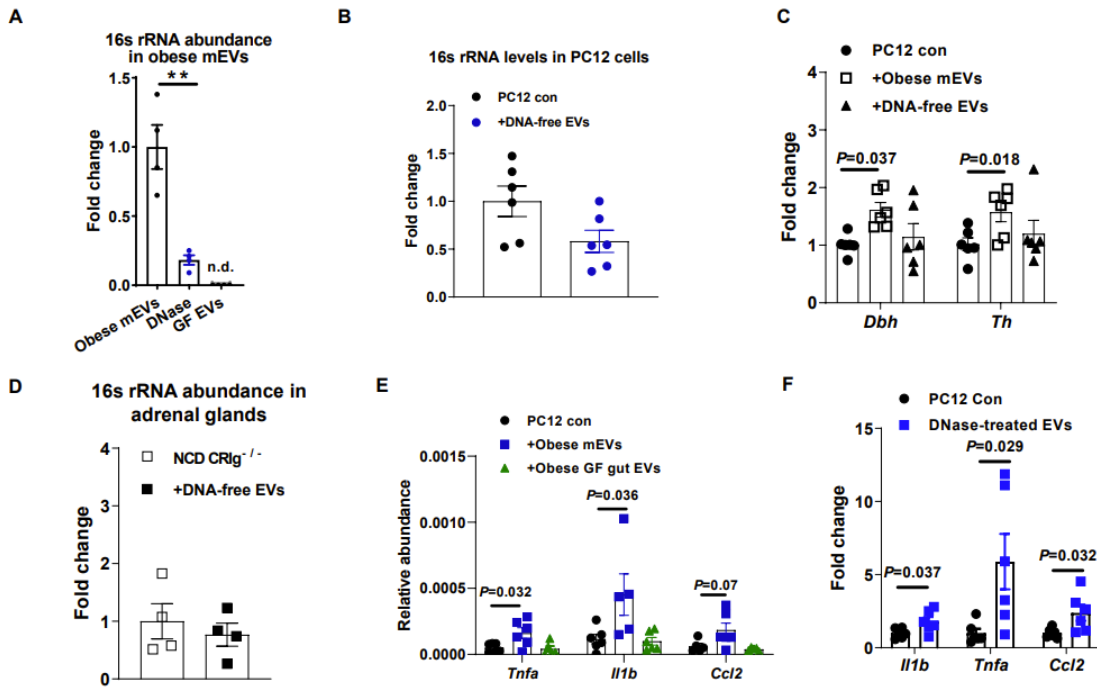 A
16s rRNA abundance
in obese mEVs
**
n.d.
Fold change
1.5
1.0
0.5
0.0
Obese mEVs
DNase
GF EVs
B
16s rRNA levels in PC12 cells
PC12 con
+DNA-free EVs
Fold change
2.0
1.5
1.0
0.5
0.0
C
PC12 con
+Obese mEVs
+DNA-free EVs
P=0.037
P=0.018
Fold change
4
3
2
1
0
Dbh
Th
D
16s rRNA abundance in
adrenal glands
NCD CRIg-/-
+DNA-free EVs
Fold change
4
3
2
1
0
E
PC12 con
+Obese mEVs
+Obese GF gut EVs
P=0.032
P=0.036
P=0.07
Relative abundance
0.0015
0.0010
0.0005
0.0000
Tnfa
Il1b
Ccl2
F
PC12 Con
DNase-treated EVs
P=0.037
P=0.029
P=0.032
Fold change
15
10
5
0
Il1b
Tnfa
Ccl2